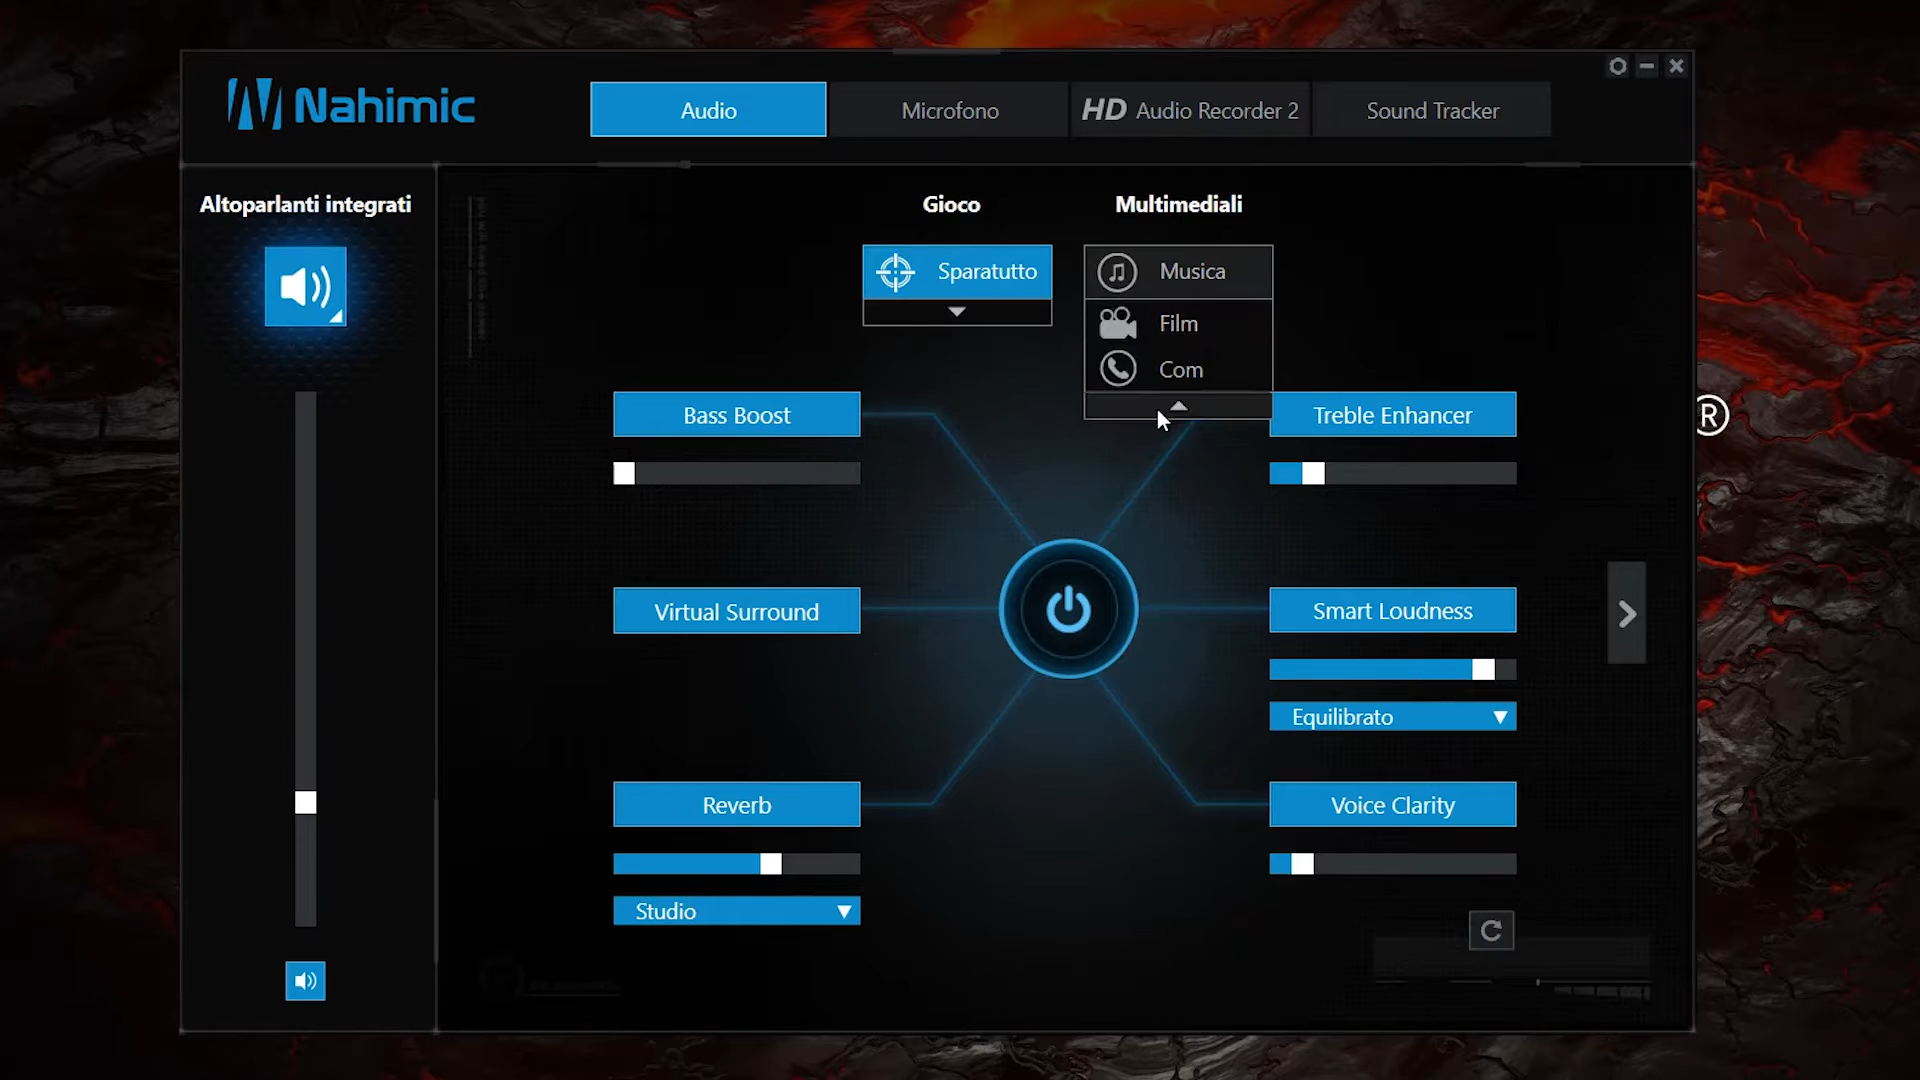 Nahimic
Audio
Microfono
HD Audio Recorder 2
Sound Tracker
Altoparlanti integrati
Gioco
Multimediali
Sparatutto
Musica
Film
Com
Bass Boost
Treble Enhancer
®
Virtual Surround
Smart Loudness
Equilibrato
Reverb
Voice Clarity
Studio